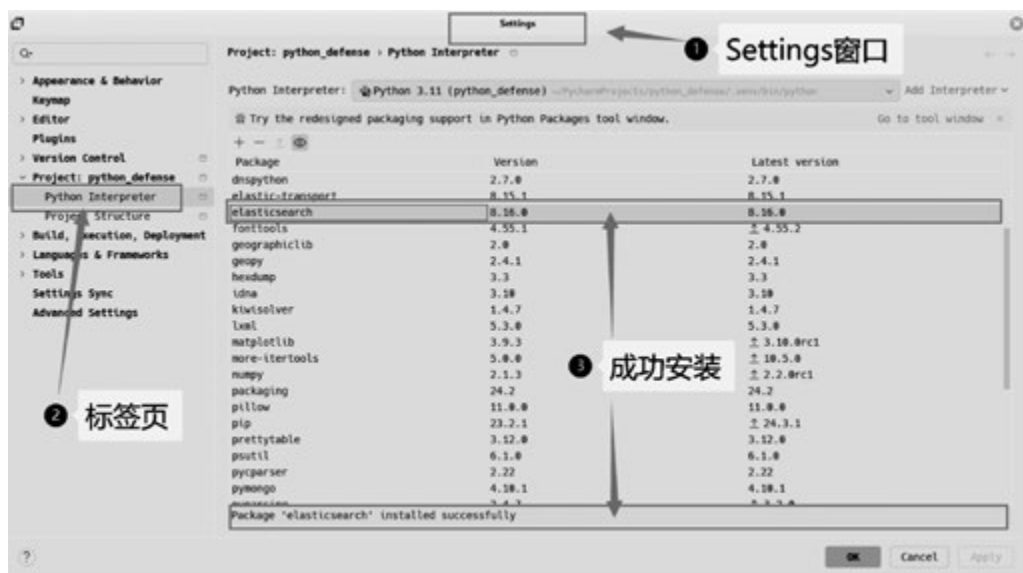 Settings
❶ Settings窗口
Project: python_defense › Python Interpreter
Appearance & Behavior
Keymap
Editor
Plugins
Version Control
Project: python_defense
Python Interpreter
Project Structure
Build, Execution, Deployment
Languages & Frameworks
Tools
Settings Sync
Advanced Settings
❷ 标签页
Python Interpreter: Python 3.11 (python_defense)
Add Interpreter
Try the redesigned packaging support in Python Packages tool window.
Go to tool window
Package Version Latest version
dnspython 2.7.0 2.7.0
elastic-transport 8.15.1 8.15.1
elasticsearch 8.16.0 8.16.0
fonttools 4.55.1 4.55.2
geographiclib 2.0 2.0
geopy 2.4.1 2.4.1
hexdump 3.3 3.3
idna 3.10 3.10
kiwisolver 1.4.7 1.4.7
lxml 5.3.0 5.3.0
matplotlib 3.9.3 3.10.0rc1
more-itertools 5.0.0 10.5.0
numpy 2.1.3 2.2.0rc1
packaging 24.2 24.2
pillow 11.0.0 11.0.0
pip 23.2.1 24.3.1
prettytable 3.12.0 3.12.0
psutil 6.1.0 6.1.0
pycparser 2.22 2.22
pymongo 4.10.1 4.10.1
❸ 成功安装
Package 'elasticsearch' installed successfully
?
OK Cancel Apply